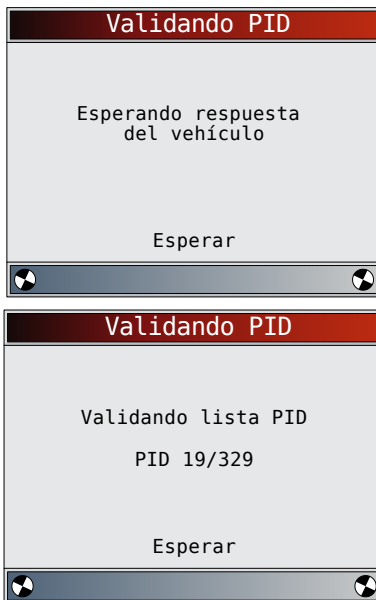 Validando PID
Esperando respuesta
del vehículo
Esperar
Validando PID
Validando lista PID
PID 19/329
Esperar